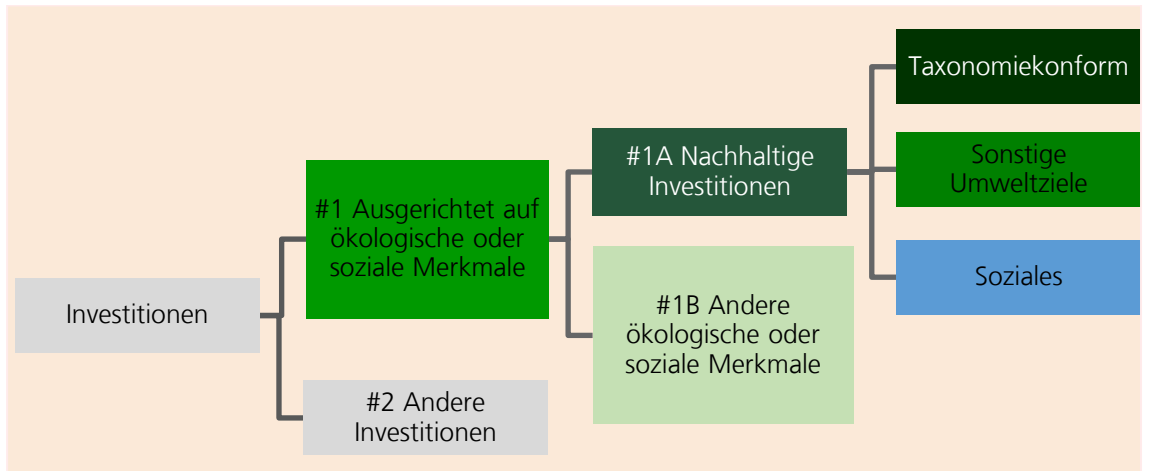 Investitionen
#1 Ausgerichtet auf
ökologische oder
soziale Merkmale
#2 Andere
Investitionen
#1A Nachhaltige
Investitionen
#1B Andere
ökologische oder
soziale Merkmale
Taxonomiekonform
Sonstige
Umweltziele
Soziales